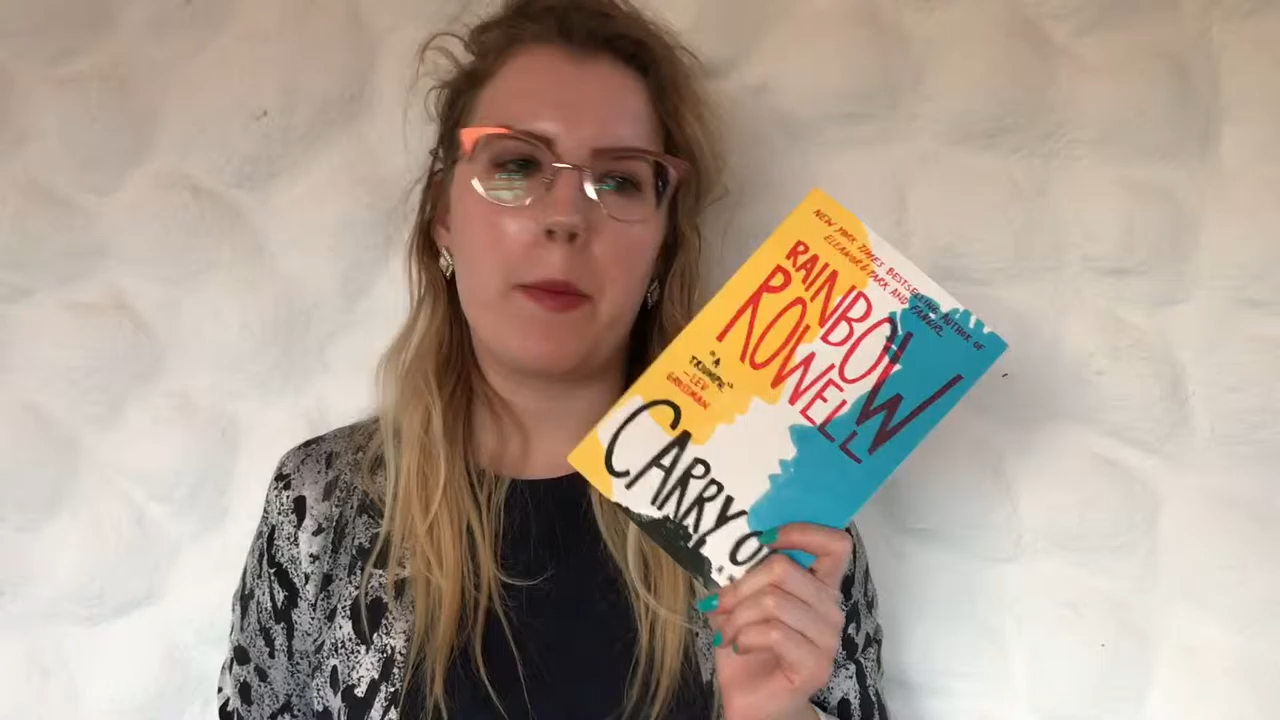 NEW YORK TIMES BESTSELLING AUTHOR OF
ELEANOR & PARK AND FANGIRL
RAINBOW
ROWELL
"A
TRIUMPH."
—LEV
GROSSMAN
CARRY